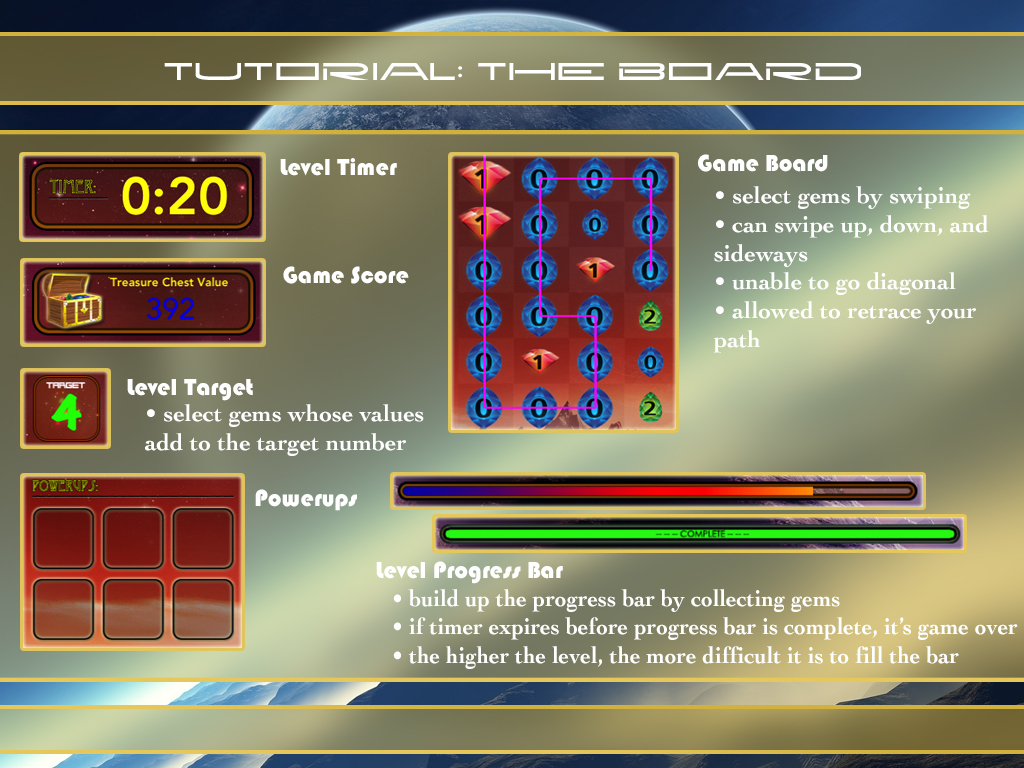 TUTORIAL: THE BOARD
TIMER:
0:20
Level Timer
Treasure Chest Value
392
Game Score
TARGET
4
Level Target
• select gems whose values
add to the target number
POWERUPS:
Powerups
1 0 0 0
1 0 0 0
0 0 1 0
0 0 0 2
0 1 0 0
0 0 0 2
Game Board
• select gems by swiping
• can swipe up, down, and
sideways
• unable to go diagonal
• allowed to retrace your
path
-- -- -- COMPLETE -- -- --
Level Progress Bar
• build up the progress bar by collecting gems
• if timer expires before progress bar is complete, it's game over
• the higher the level, the more difficult it is to fill the bar